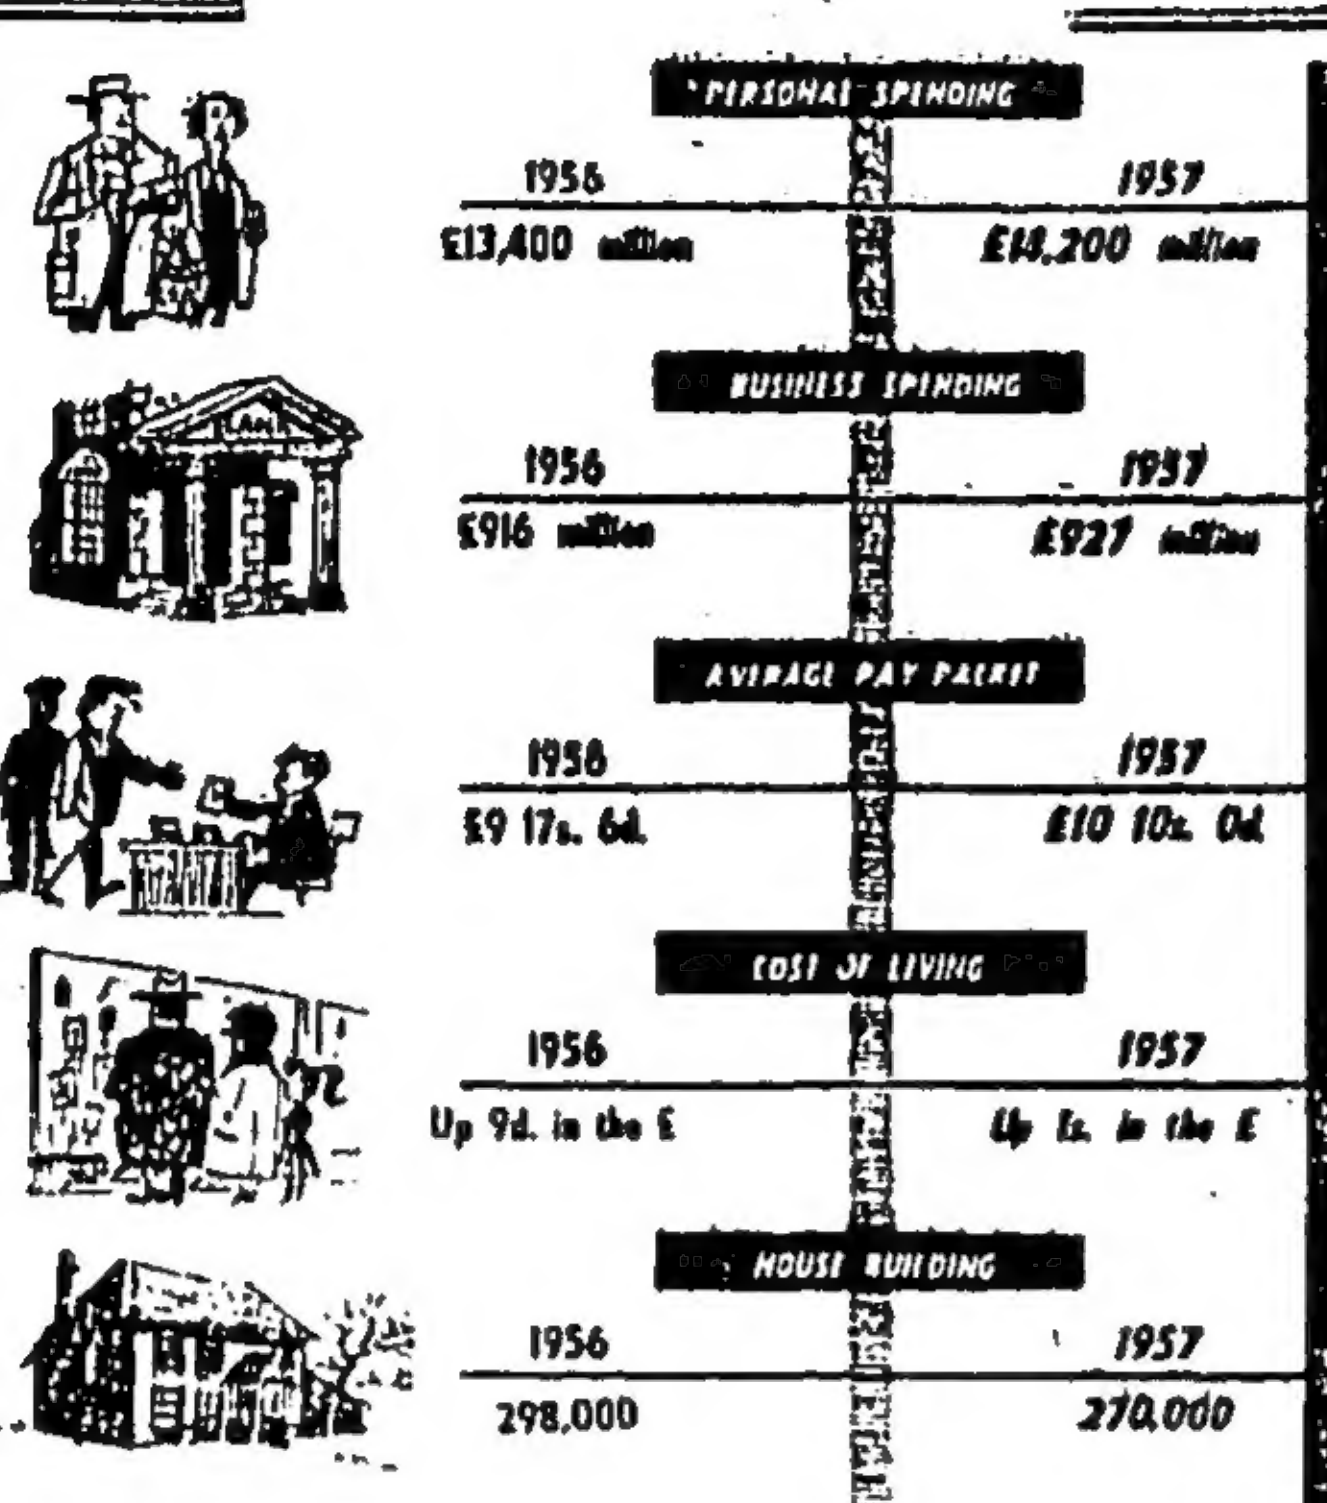 PERSONAL SPENDING
1956 1957
£13,400 million £14,200 million
BANK
BUSINESS SPENDING
1956 1957
£916 million £927 million
AVERAGE PAY PACKET
1956 1957
£9 17s. 6d. £10 10s. 0d.
COST OF LIVING
1956 1957
Up 9d. in the £ Up 1s. in the £
HOUSE BUILDING
1956 1957
298,000 270,000